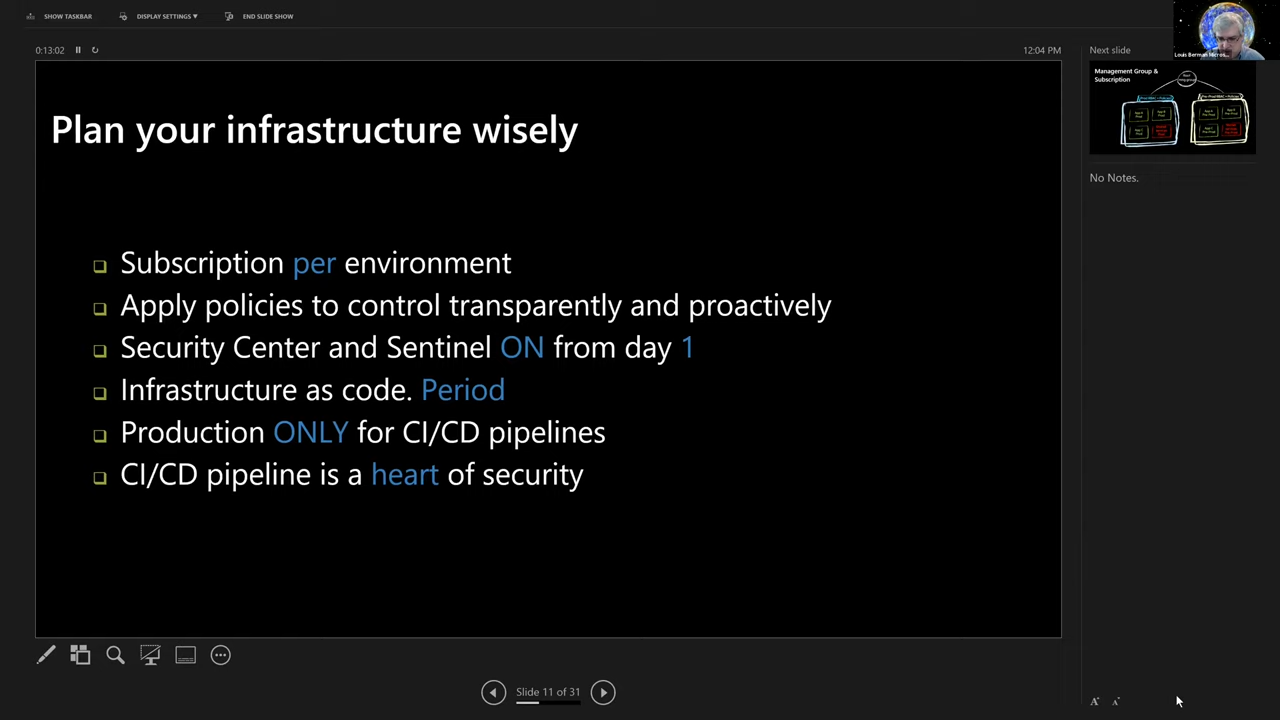 SHOW TASKBAR
DISPLAY SETTINGS ▼
END SLIDE SHOW
0:13:02
12:04 PM
Plan your infrastructure wisely
Subscription per environment
Apply policies to control transparently and proactively
Security Center and Sentinel ON from day 1
Infrastructure as code. Period
Production ONLY for CI/CD pipelines
CI/CD pipeline is a heart of security
Slide 11 of 31
Louis Berman
Next slide
Management Group &
Subscription
No Notes.